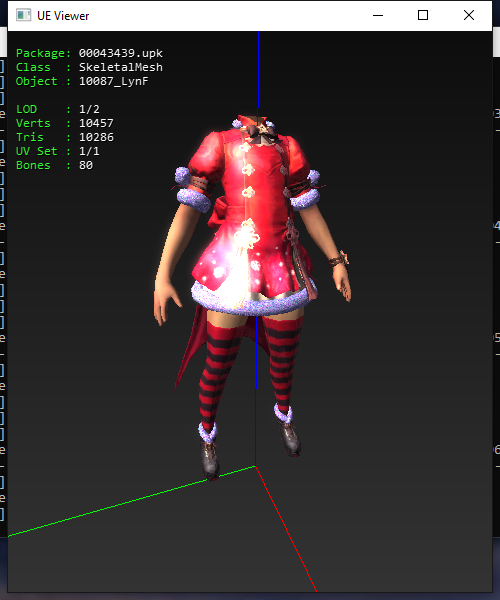 UE Viewer
Package: 00043439.upk
Class  : SkeletalMesh
Object : 10087_LynF
LOD    : 1/2
Verts  : 10457
Tris   : 10286
UV Set : 1/1
Bones  : 80